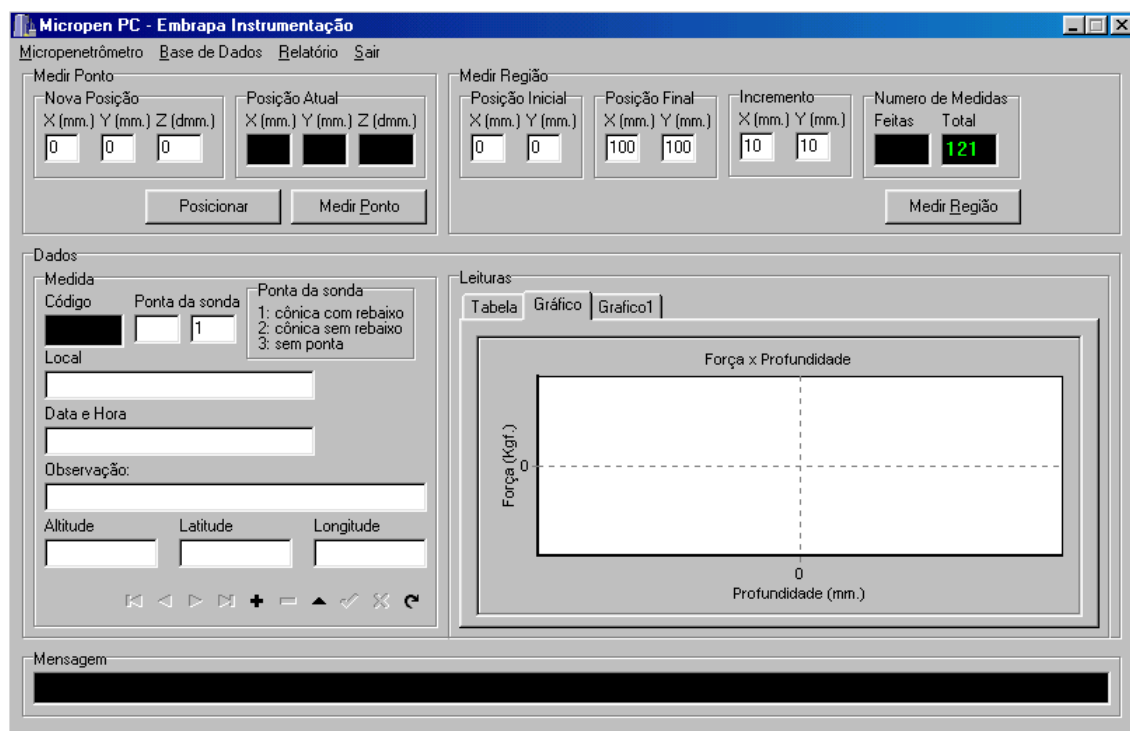 Micropen PC - Embrapa Instrumentação
Micropenetrômetro Base de Dados Relatório Sair
Medir Ponto
Nova Posição
X (mm.) Y (mm.) Z (dmm.)
0 0 0
Posição Atual
X (mm.) Y (mm.) Z (dmm.)
Posicionar
Medir Ponto
Medir Região
Posição Inicial
X (mm.) Y (mm.)
0 0
Posição Final
X (mm.) Y (mm.)
100 100
Incremento
X (mm.) Y (mm.)
10 10
Numero de Medidas
Feitas Total
121
Medir Região
Dados
Medida
Código
Ponta da sonda
1
Ponta da sonda
1: cônica com rebaixo
2: cônica sem rebaixo
3: sem ponta
Local
Data e Hora
Observação:
Altitude Latitude Longitude
Leituras
Tabela Gráfico Grafico1
Força x Profundidade
Força (Kgf.)
0
0
Profundidade (mm.)
Mensagem